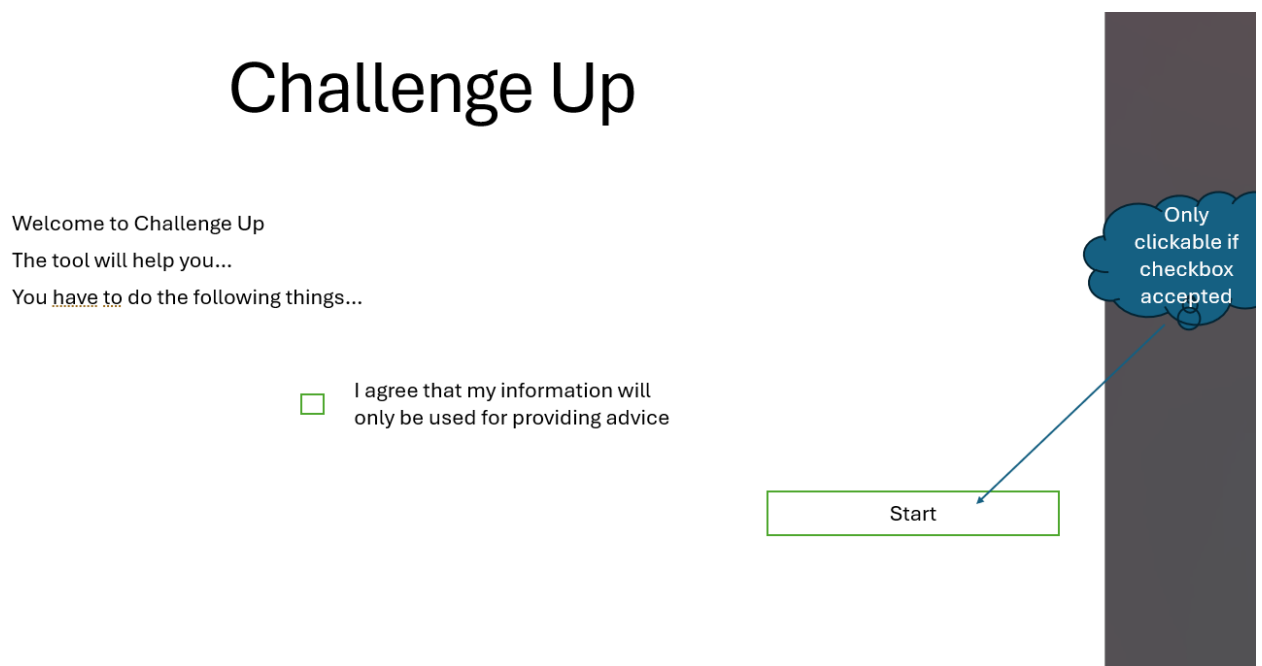 Challenge Up
Welcome to Challenge Up
The tool will help you...
You have to do the following things...
Only
clickable if
checkbox
accepted
I agree that my information will
only be used for providing advice
Start